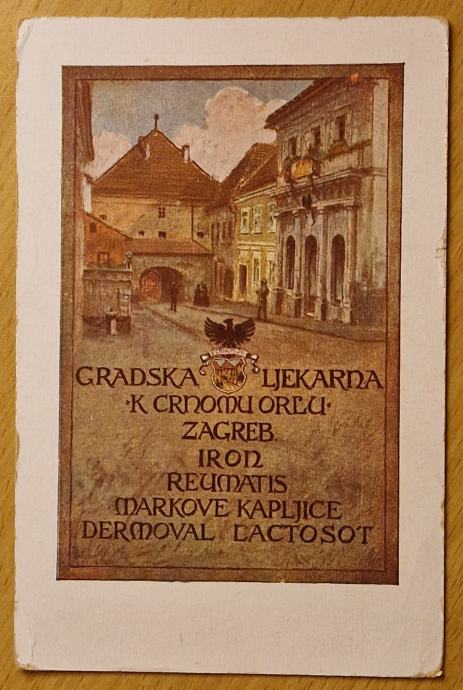 GRADSKA LJEKARNA
·K CRNOMU ORLU·
ZAGREB.
IRON
REUMATIS
MARKOVE KAPLJICE
DERMOVAL LACTOSOT